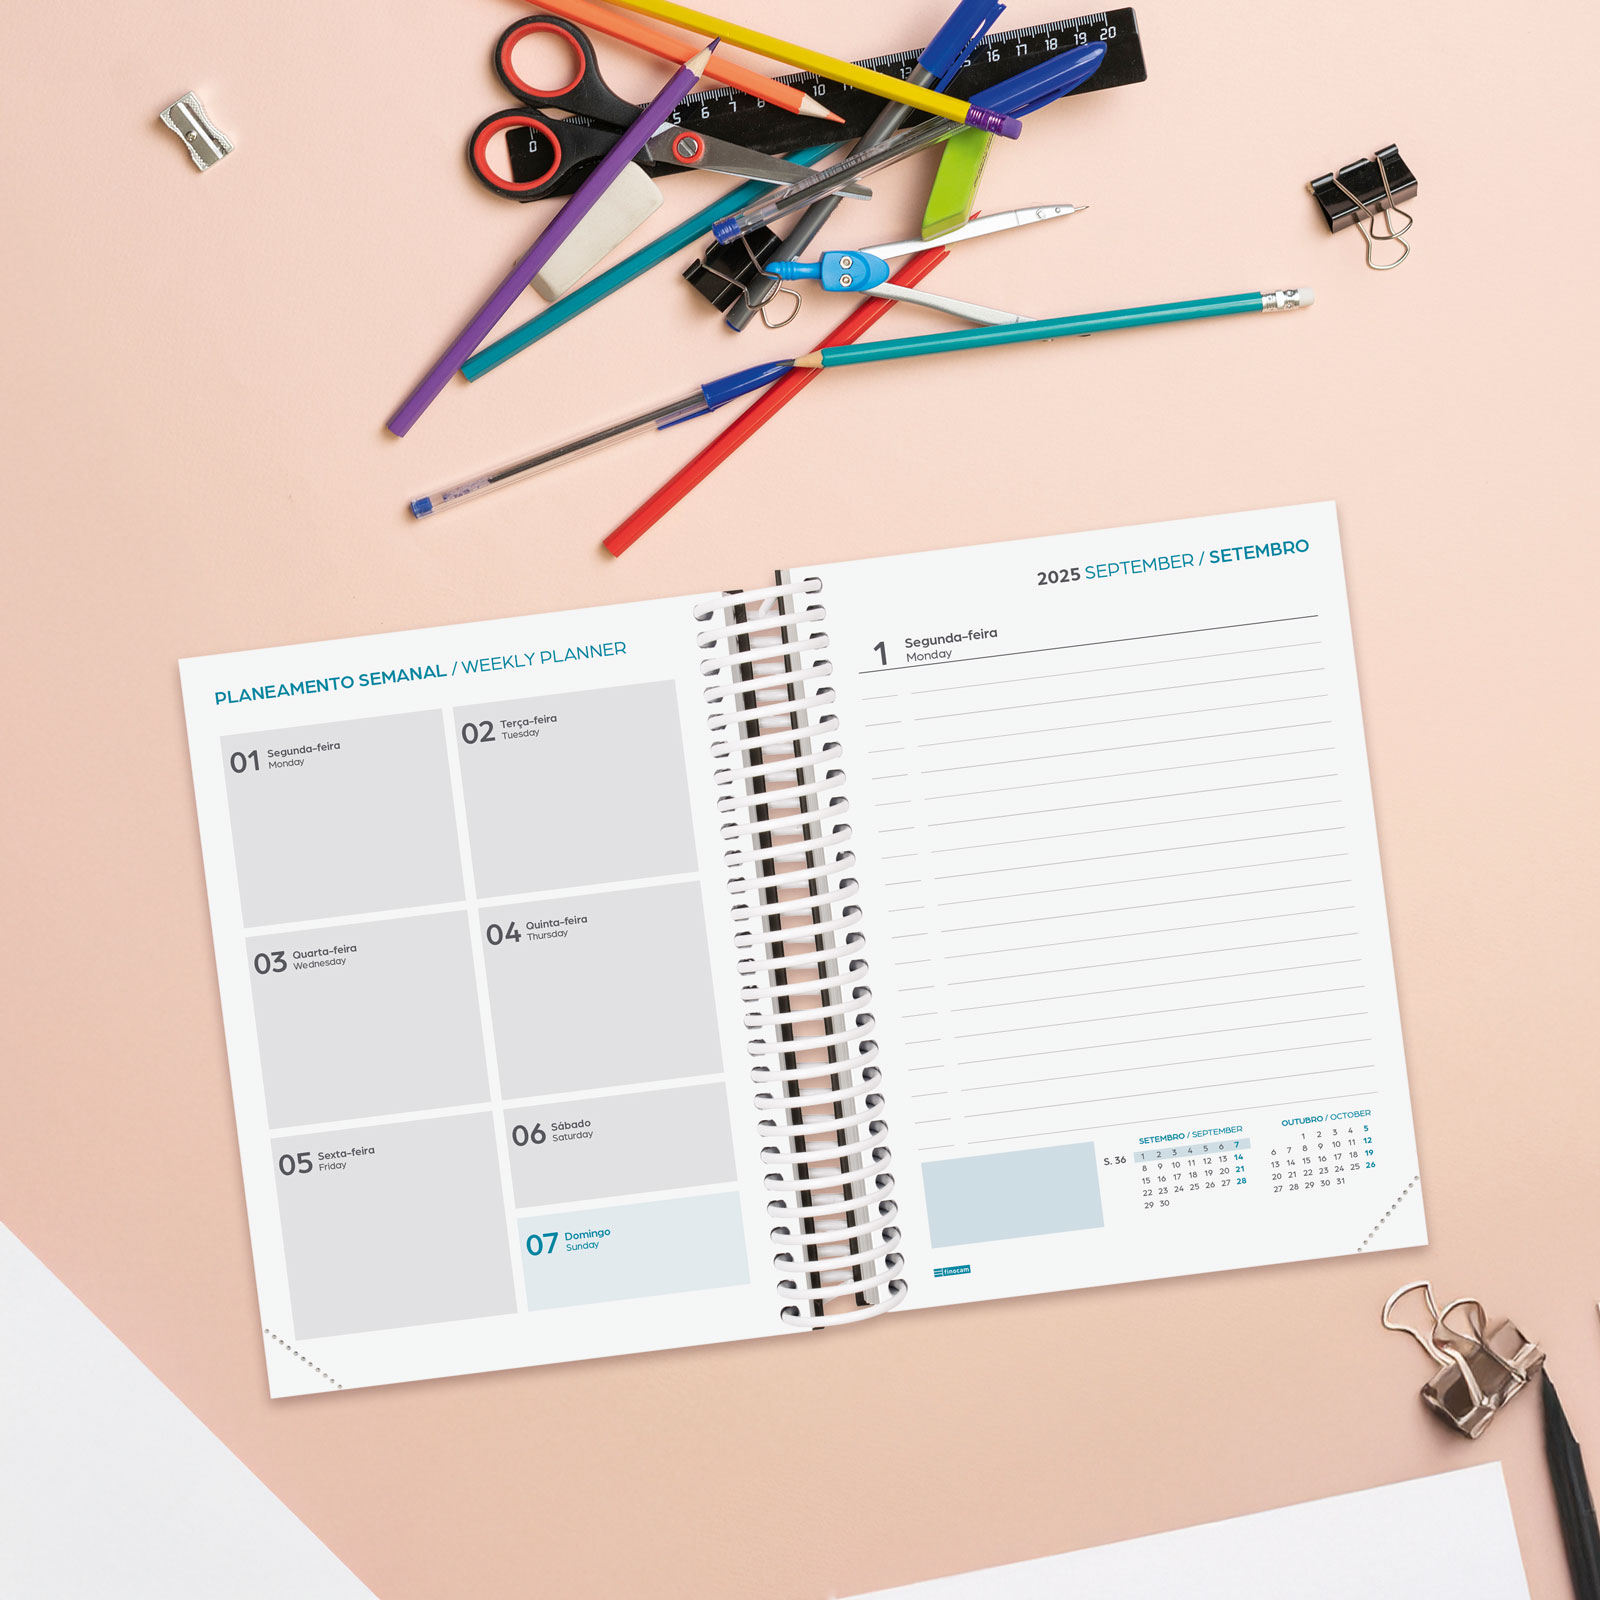 0 5 6 7 8 10 13 15 16 17 18 19 20
PLANEAMENTO SEMANAL / WEEKLY PLANNER
01 Segunda-feira
Monday
02 Terça-feira
Tuesday
03 Quarta-feira
Wednesday
04 Quinta-feira
Thursday
05 Sexta-feira
Friday
06 Sábado
Saturday
07 Domingo
Sunday
2025 SEPTEMBER / SETEMBRO
1 Segunda-feira
Monday
SETEMBRO / SEPTEMBER
S. 36 1 2 3 4 5 6 7
8 9 10 11 12 13 14
15 16 17 18 19 20 21
22 23 24 25 26 27 28
29 30
OUTUBRO / OCTOBER
1 2 3 4 5
6 7 8 9 10 11 12
13 14 15 16 17 18 19
20 21 22 23 24 25 26
27 28 29 30 31
finocam